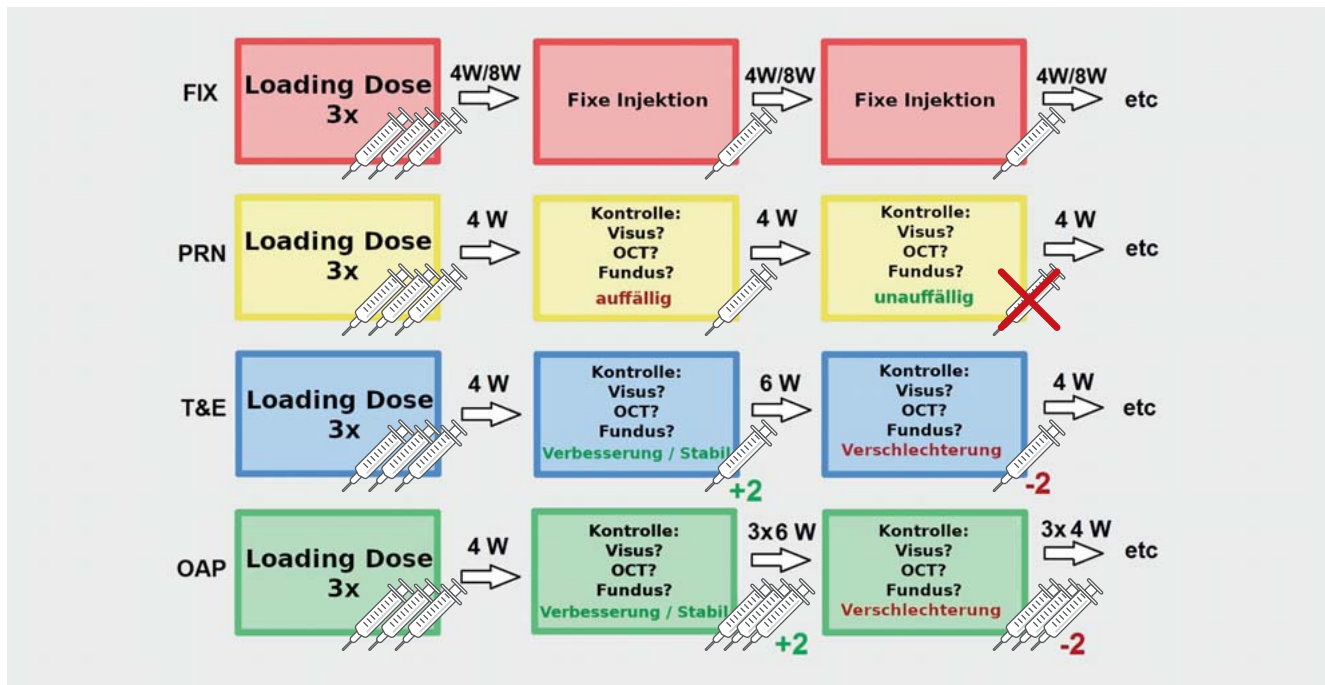 FIX
Loading Dose
3x
4W/8W
Fixe Injektion
4W/8W
Fixe Injektion
4W/8W
etc
PRN
Loading Dose
3x
4 W
Kontrolle:
Visus?
OCT?
Fundus?
auffällig
4 W
Kontrolle:
Visus?
OCT?
Fundus?
unauffällig
4 W
etc
T&E
Loading Dose
3x
4 W
Kontrolle:
Visus?
OCT?
Fundus?
Verbesserung / Stabil
+2
6 W
Kontrolle:
Visus?
OCT?
Fundus?
Verschlechterung
-2
4 W
etc
OAP
Loading Dose
3x
4 W
Kontrolle:
Visus?
OCT?
Fundus?
Verbesserung / Stabil
+2
3x6 W
Kontrolle:
Visus?
OCT?
Fundus?
Verschlechterung
-2
3x 4 W
etc